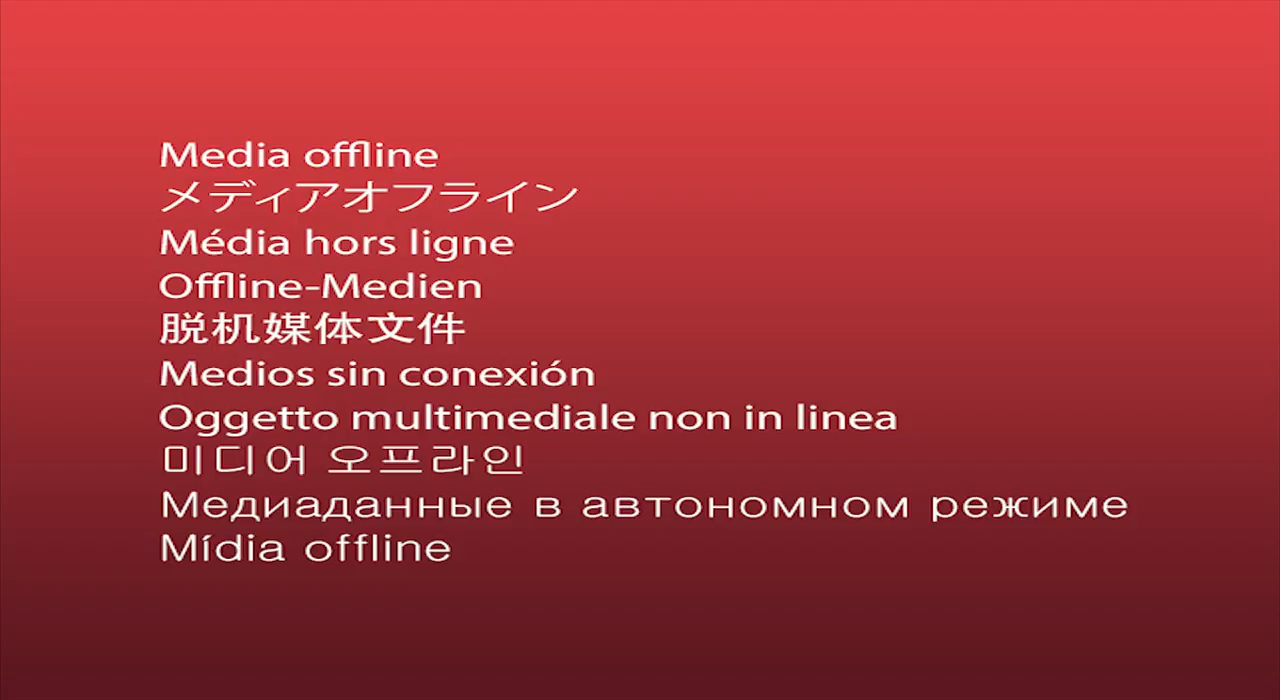 Media offline
メディアオフライン
Média hors ligne
Offline-Medien
脱机媒体文件
Medios sin conexión
Oggetto multimediale non in linea
미디어 오프라인
Медиаданные в автономном режиме
Mídia offline